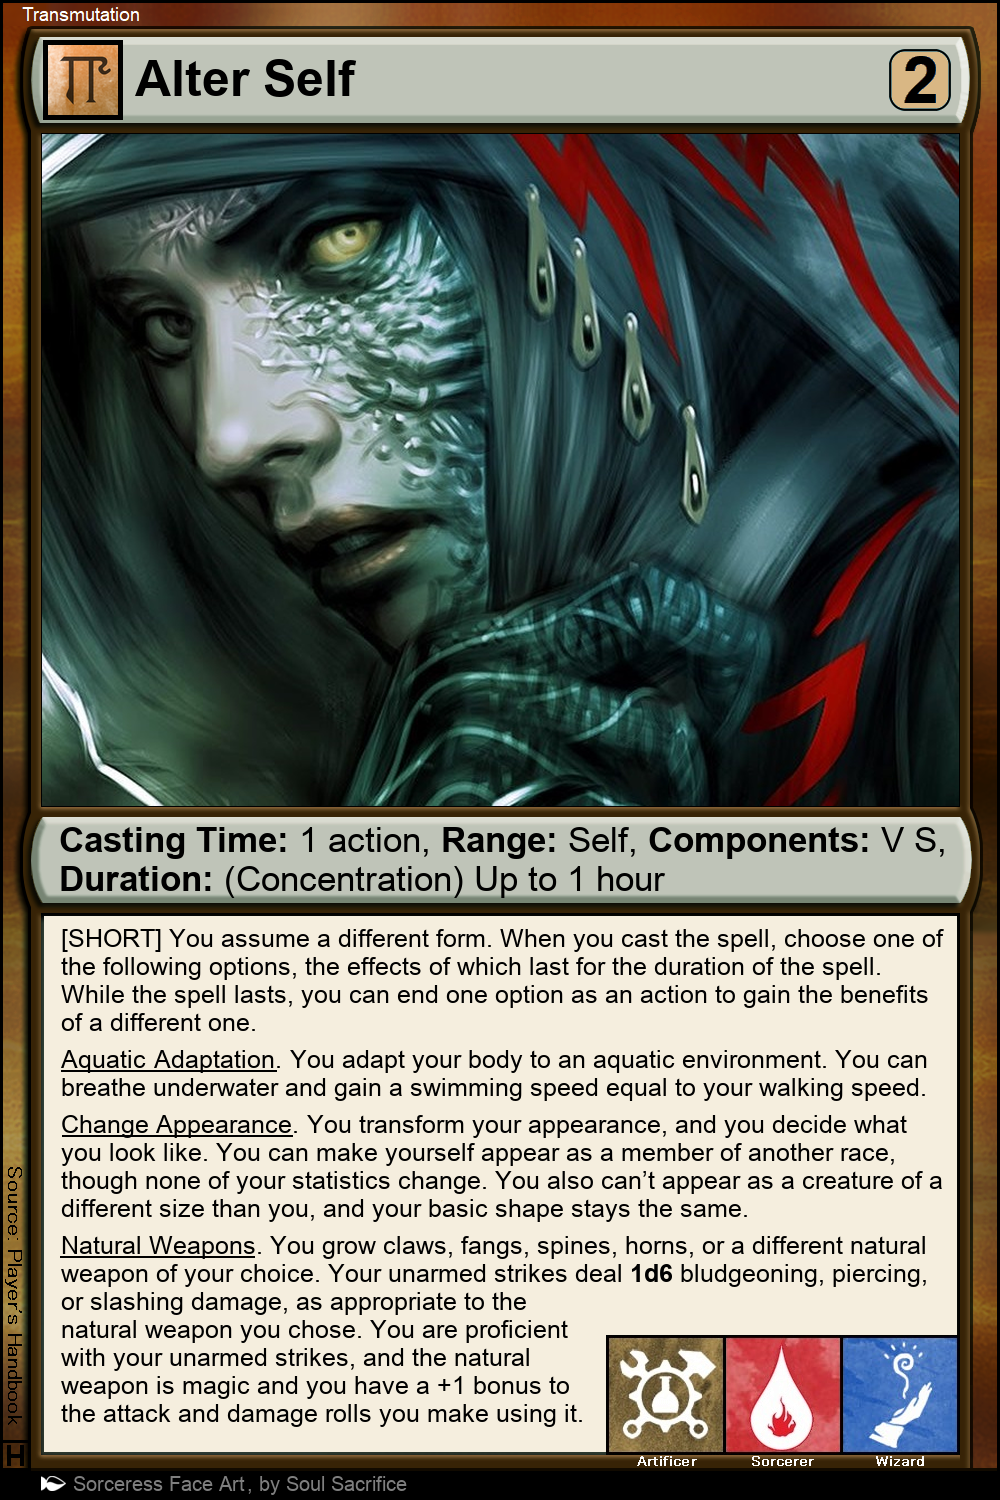 Transmutation
Alter Self
2
Casting Time: 1 action, Range: Self, Components: V S,
Duration: (Concentration) Up to 1 hour
[SHORT] You assume a different form. When you cast the spell, choose one of
the following options, the effects of which last for the duration of the spell.
While the spell lasts, you can end one option as an action to gain the benefits
of a different one.
Aquatic Adaptation. You adapt your body to an aquatic environment. You can
breathe underwater and gain a swimming speed equal to your walking speed.
Change Appearance. You transform your appearance, and you decide what
you look like. You can make yourself appear as a member of another race,
though none of your statistics change. You also can’t appear as a creature of a
different size than you, and your basic shape stays the same.
Natural Weapons. You grow claws, fangs, spines, horns, or a different natural
weapon of your choice. Your unarmed strikes deal 1d6 bludgeoning, piercing,
or slashing damage, as appropriate to the
natural weapon you chose. You are proficient
with your unarmed strikes, and the natural
weapon is magic and you have a +1 bonus to
the attack and damage rolls you make using it.
Artificer
Sorcerer
Wizard
Source: Player's Handbook
H
Sorceress Face Art, by Soul Sacrifice